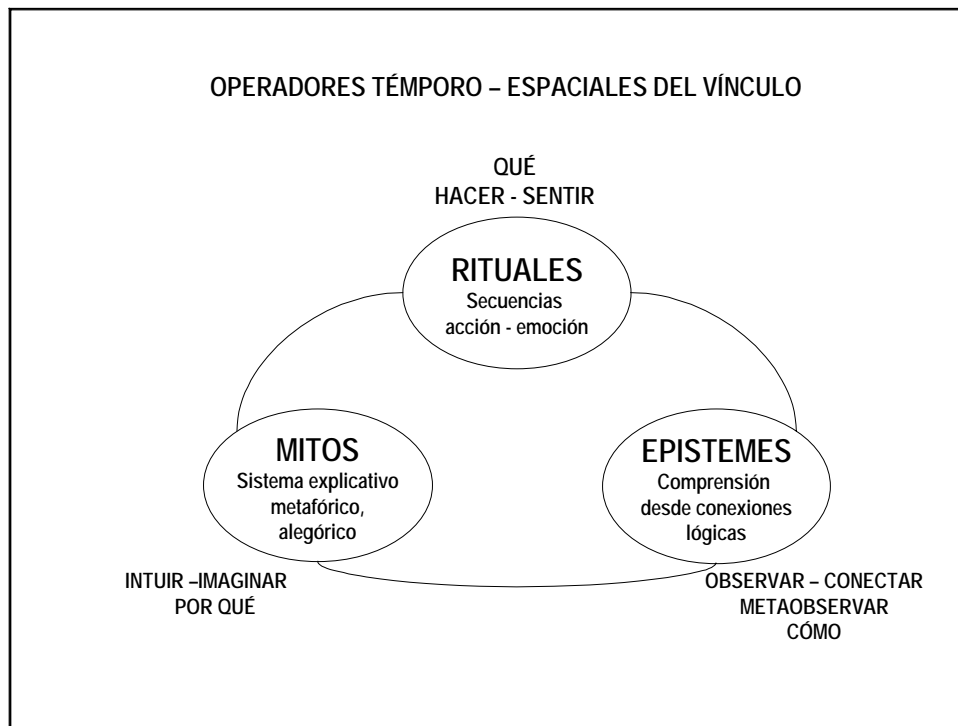 OPERADORES TÉMPORO – ESPACIALES DEL VÍNCULO
QUÉ
HACER - SENTIR
RITUALES
Secuencias
acción - emoción
MITOS
Sistema explicativo
metafórico,
alegórico
EPISTEMES
Comprensión
desde conexiones
lógicas
INTUIR –IMAGINAR
POR QUÉ
OBSERVAR – CONECTAR
METAOBSERVAR
CÓMO